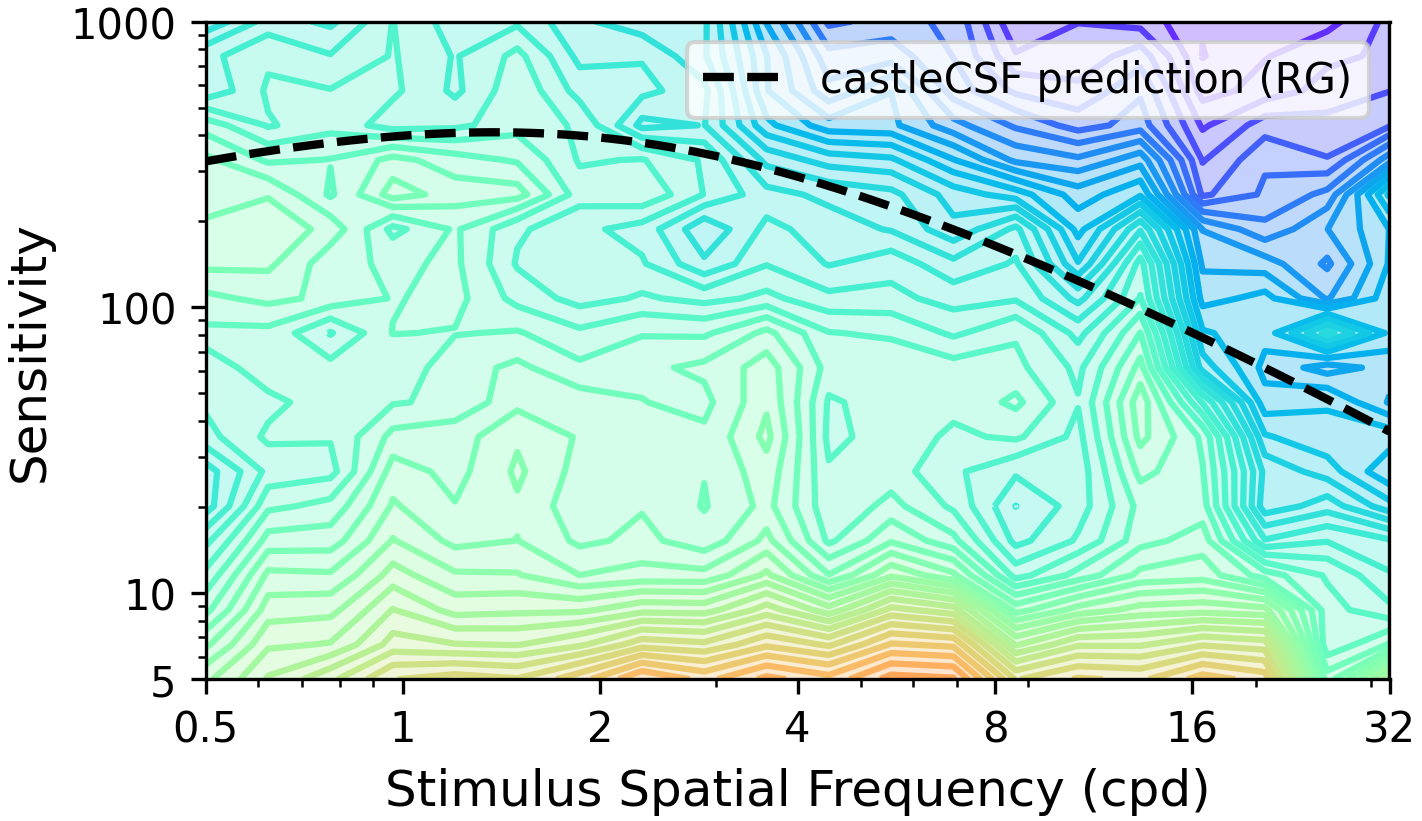 1000
castleCSF prediction (RG)
100
Sensitivity
10
5
0.5 1 2 4 8 16 32
Stimulus Spatial Frequency (cpd)